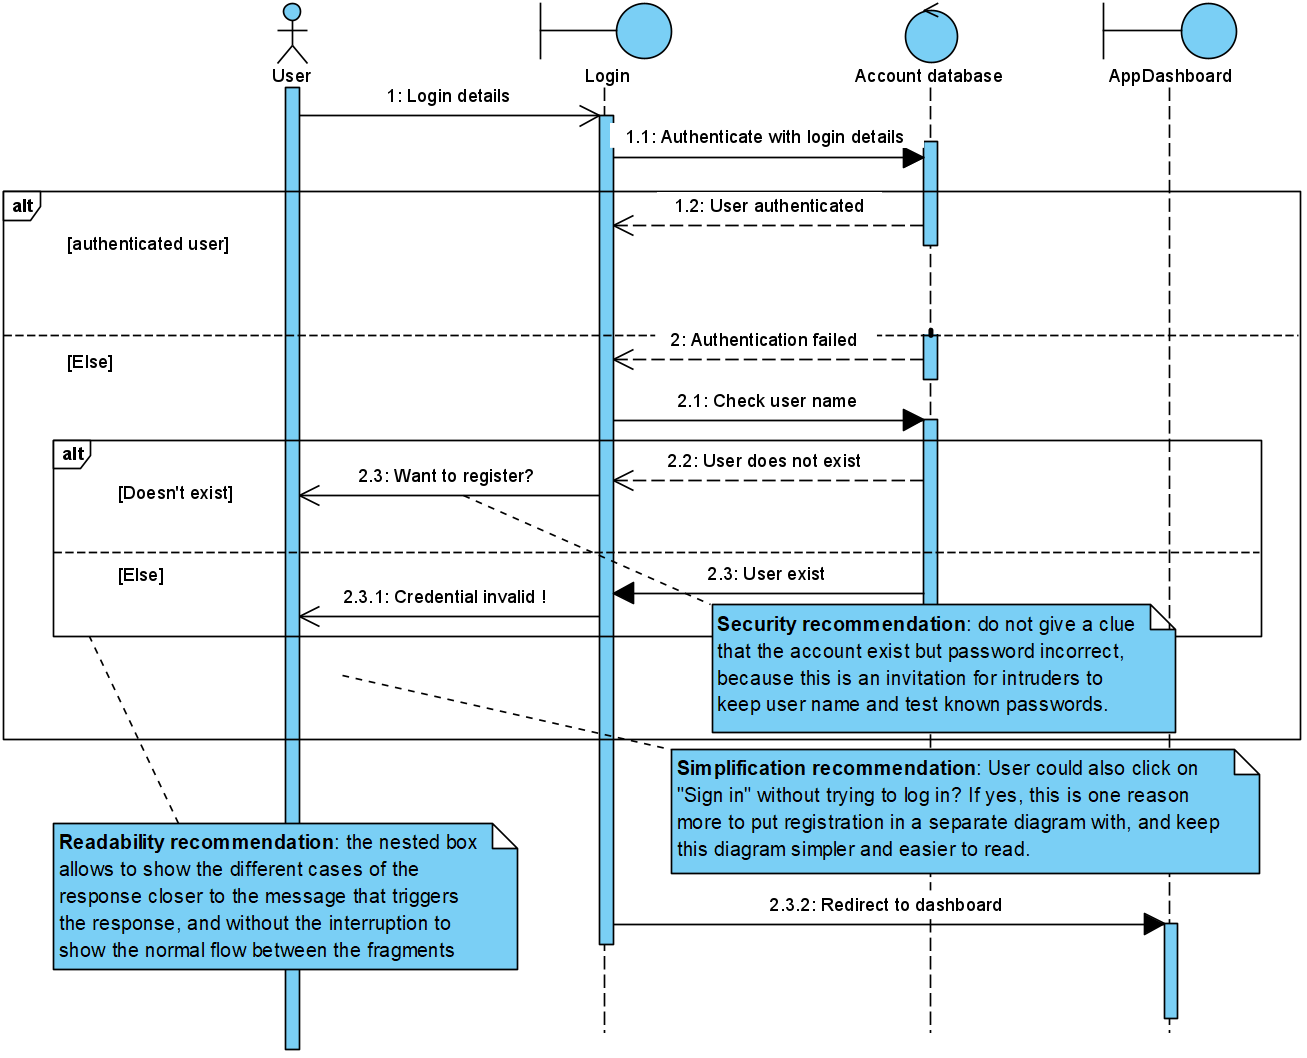 User
Login
Account database
AppDashboard
1: Login details
1.1: Authenticate with login details
alt
1.2: User authenticated
[authenticated user]
2: Authentication failed
[Else]
2.1: Check user name
alt
2.2: User does not exist
2.3: Want to register?
[Doesn't exist]
2.3: User exist
[Else]
2.3.1: Credential invalid !
Security recommendation: do not give a clue
that the account exist but password incorrect,
because this is an invitation for intruders to
keep user name and test known passwords.
Simplification recommendation: User could also click on
"Sign in" without trying to log in? If yes, this is one reason
more to put registration in a separate diagram with, and keep
this diagram simpler and easier to read.
Readability recommendation: the nested box
allows to show the different cases of the
response closer to the message that triggers
the response, and without the interruption to
show the normal flow between the fragments
2.3.2: Redirect to dashboard